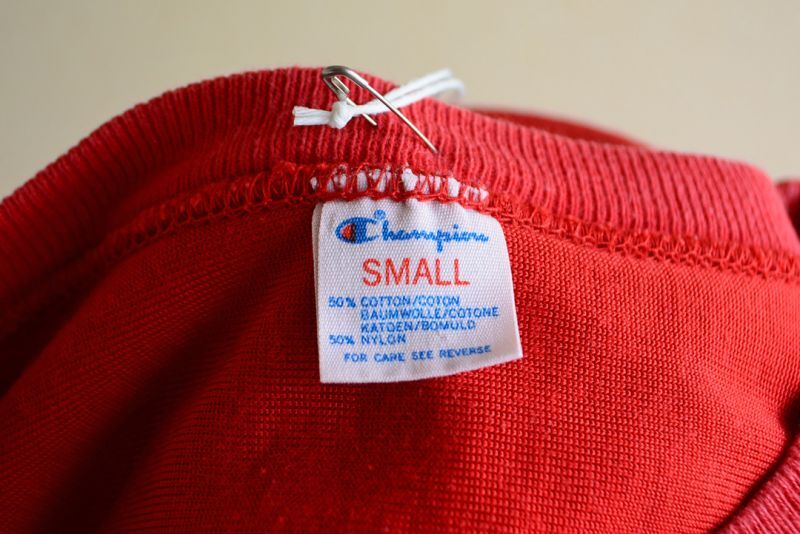 Champion®
SMALL
50% COTTON/COTON
BAUMWOLLE/COTONE
KATOEN/BOMULD
50% NYLON
FOR CARE SEE REVERSE